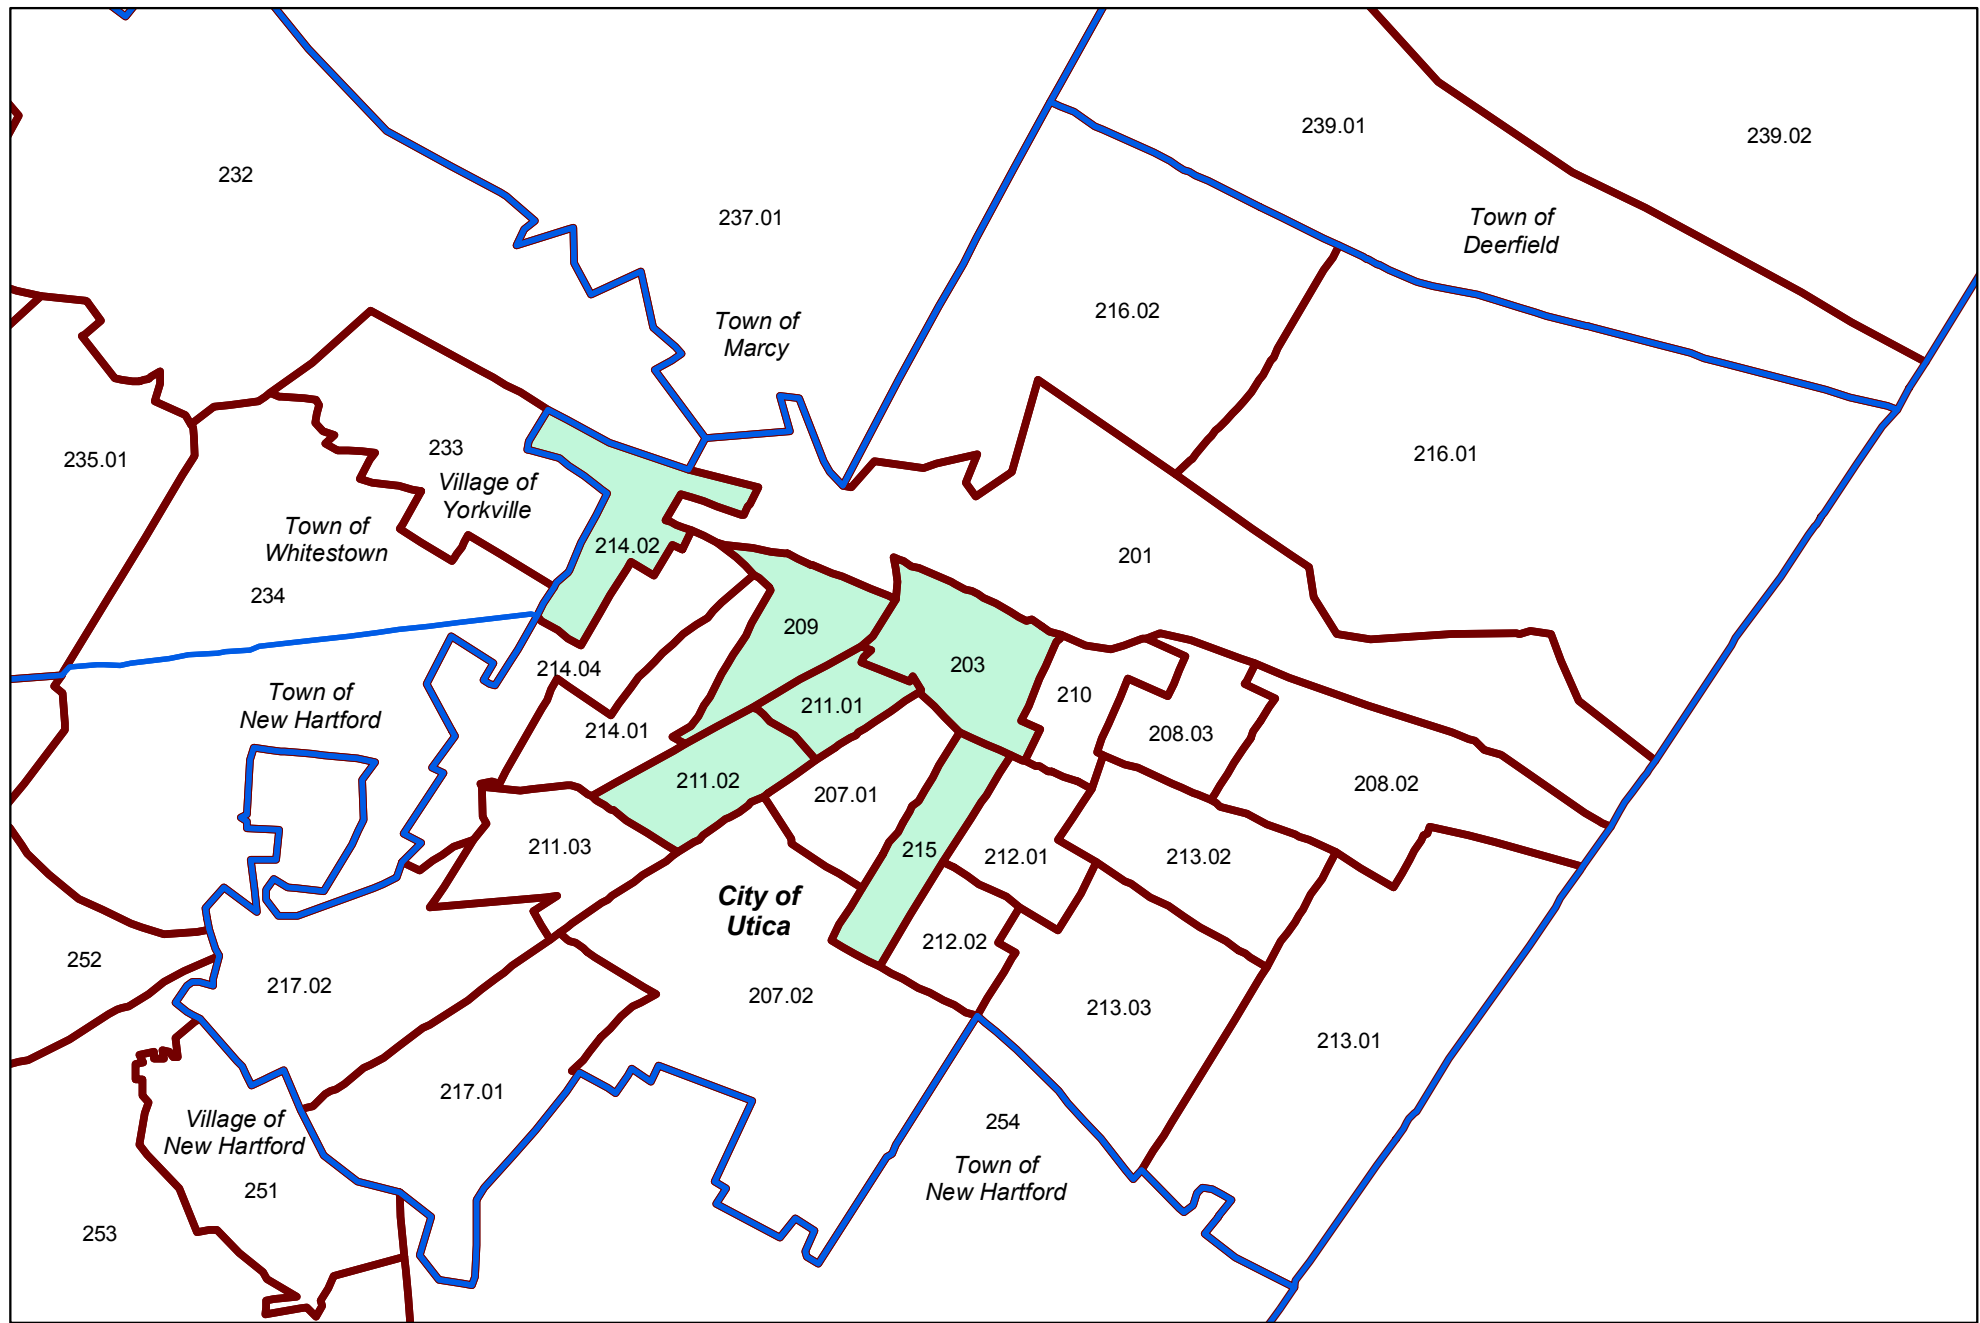 239.01
239.02
232
237.01
Town of
Deerfield
216.02
Town of
Marcy
233
235.01
216.01
Village of
Yorkville
Town of
Whitestown
214.02
201
234
209
203
214.04
Town of
New Hartford
210
211.01
214.01
208.03
211.02
207.01
208.02
211.03
215
212.01
213.02
City of
Utica
212.02
252
217.02
207.02
213.03
213.01
217.01
Village of
New Hartford
254
Town of
New Hartford
251
253